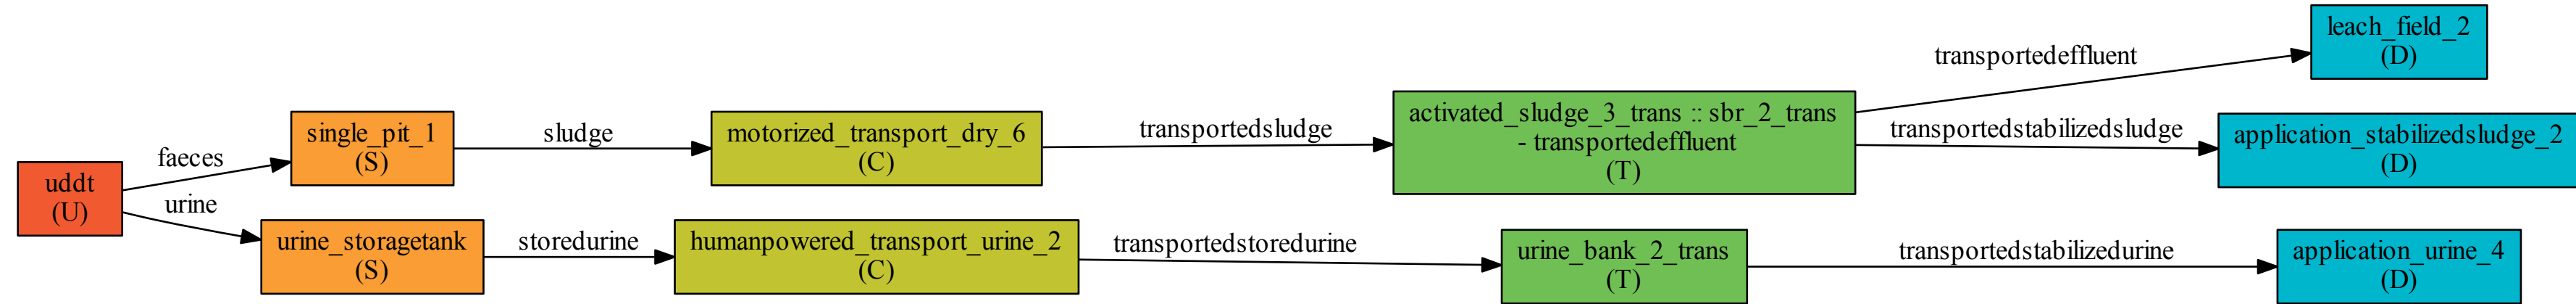 uddt
(U)
faeces
urine
single_pit_1
(S)
urine_storagetank
(S)
sludge
storedurine
motorized_transport_dry_6
(C)
humanpowered_transport_urine_2
(C)
transportedsludge
transportedstoredurine
activated_sludge_3_trans :: sbr_2_trans
- transportedeffluent
(T)
urine_bank_2_trans
(T)
transportedeffluent
transportedstabilizedsludge
transportedstabilizedurine
leach_field_2
(D)
application_stabilizedsludge_2
(D)
application_urine_4
(D)